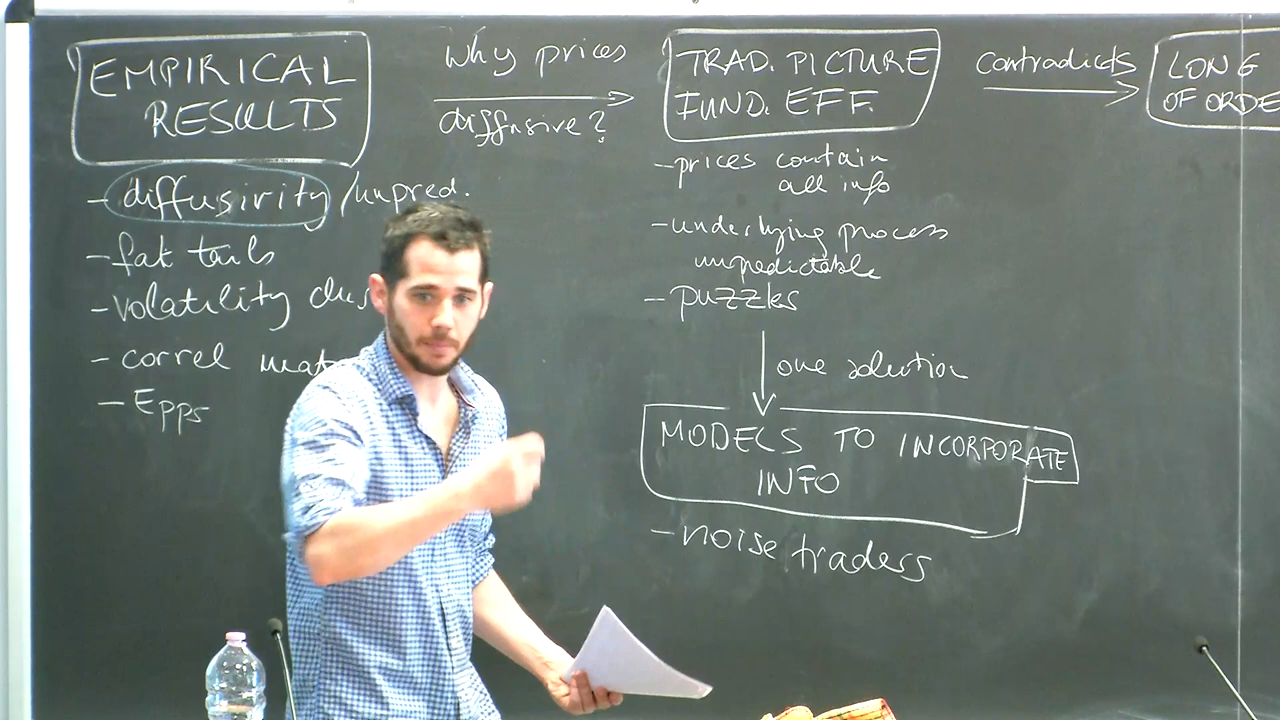 EMPIRICAL
RESULTS
- diffusivity / unpred.
- fat tails
- volatility clus
- correl mat
- Epps
Why prices
diffusive?
TRAD. PICTURE
FUND. EFF.
- prices contain
all info
- underlying process
unpredictable
- puzzles
one solution
MODELS TO INCORPORATE
INFO
- noise traders
contradicts
LONG
OF ORDE